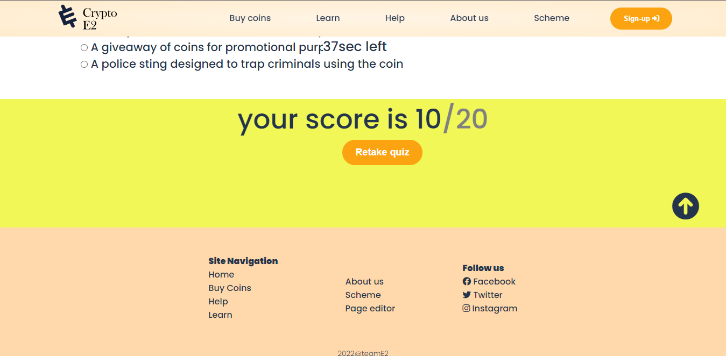 Crypto
E2
Buy coins
Learn
Help
About us
Scheme
Sign-up
A giveaway of coins for promotional
37sec left
A police sting designed to trap criminals using the coin
your score is 10/20
Retake quiz
Site Navigation
Home
Buy Coins
Help
Learn
About us
Scheme
Page editor
Follow us
Facebook
Twitter
Instagram
2022@teamE2